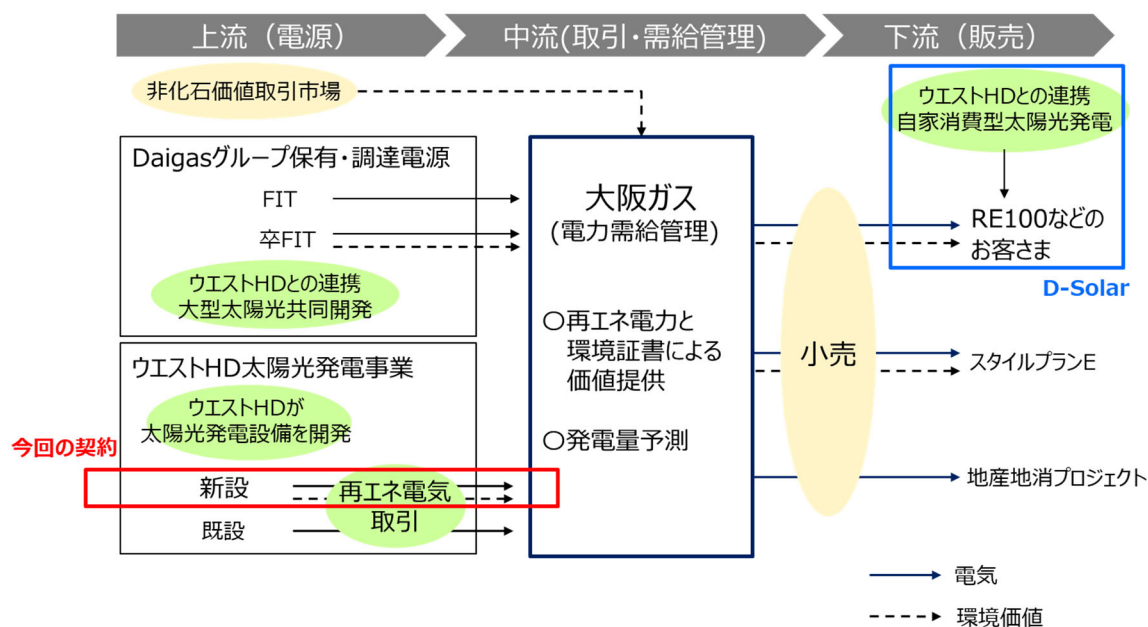 上流（電源）
中流(取引・需給管理)
下流（販売）
非化石価値取引市場
Daigasグループ保有・調達電源
FIT
卒FIT
ウエストHDとの連携
大型太陽光共同開発
ウエストHD太陽光発電事業
ウエストHDが
太陽光発電設備を開発
今回の契約
新設
既設
再エネ電気
取引
大阪ガス
(電力需給管理)
○再エネ電力と
環境証書による
価値提供
○発電量予測
小売
ウエストHDとの連携
自家消費型太陽光発電
RE100などの
お客さま
D-Solar
スタイルプランE
地産地消プロジェクト
電気
環境価値